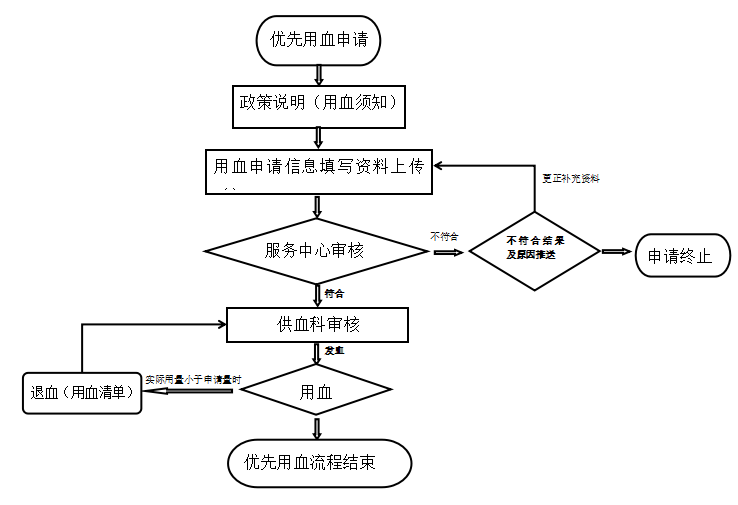 优先用血申请
政策说明（用血须知）
用血申请信息填写资料上传
更正补充资料
服务中心审核
不符合
不符合结果
及原因推送
申请终止
符合
供血科审核
发血
实际用量小于申请量时
退血（用血清单）
用血
优先用血流程结束